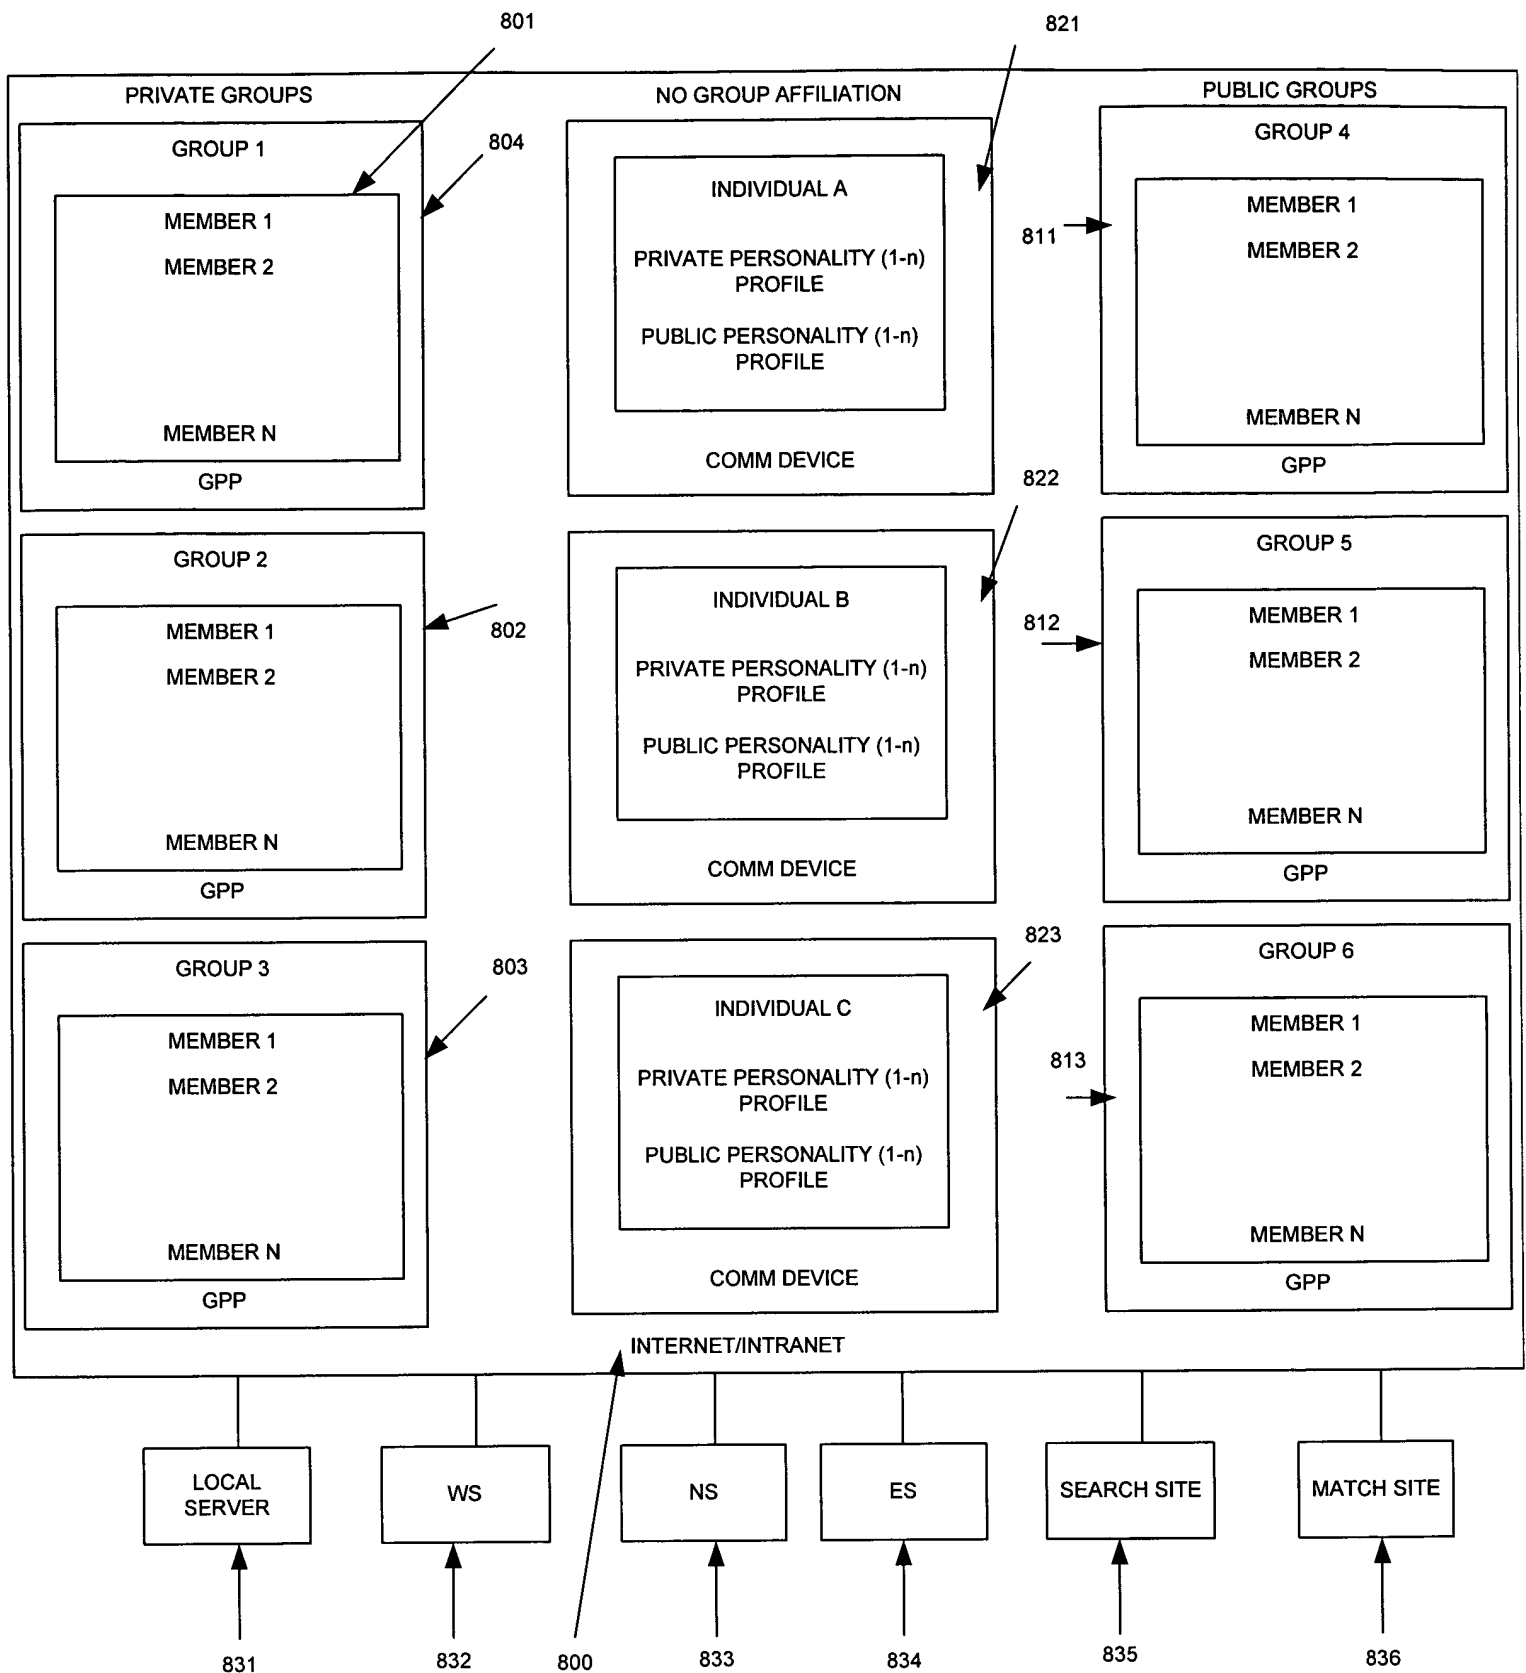 801
821
PRIVATE GROUPS
NO GROUP AFFILIATION
PUBLIC GROUPS
GROUP 1
804
MEMBER 1
MEMBER 2
MEMBER N
GPP
INDIVIDUAL A
PRIVATE PERSONALITY (1-n)
PROFILE
PUBLIC PERSONALITY (1-n)
PROFILE
COMM DEVICE
GROUP 4
811
MEMBER 1
MEMBER 2
MEMBER N
GPP
822
GROUP 2
802
MEMBER 1
MEMBER 2
MEMBER N
GPP
INDIVIDUAL B
PRIVATE PERSONALITY (1-n)
PROFILE
PUBLIC PERSONALITY (1-n)
PROFILE
COMM DEVICE
GROUP 5
812
MEMBER 1
MEMBER 2
MEMBER N
GPP
823
GROUP 3
803
MEMBER 1
MEMBER 2
MEMBER N
GPP
INDIVIDUAL C
PRIVATE PERSONALITY (1-n)
PROFILE
PUBLIC PERSONALITY (1-n)
PROFILE
COMM DEVICE
GROUP 6
813
MEMBER 1
MEMBER 2
MEMBER N
GPP
INTERNET/INTRANET
LOCAL
SERVER
WS
NS
ES
SEARCH SITE
MATCH SITE
831
832
800
833
834
835
836